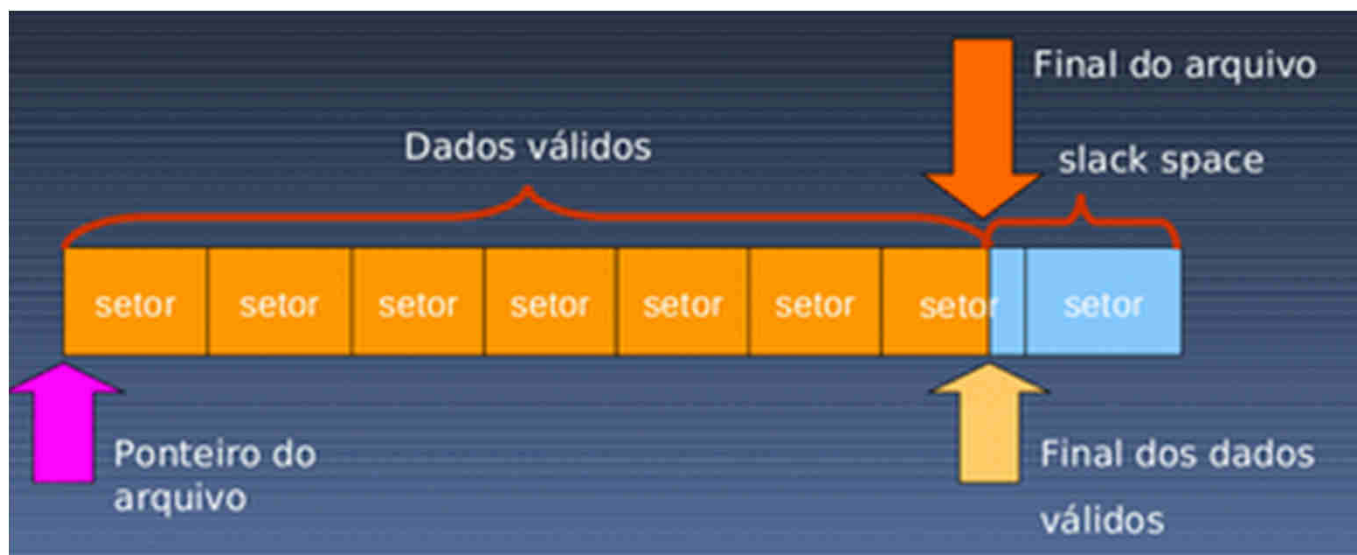 Final do arquivo
Dados válidos
slack space
setor setor setor setor setor setor setor setor
Ponteiro do
arquivo
Final dos dados
válidos